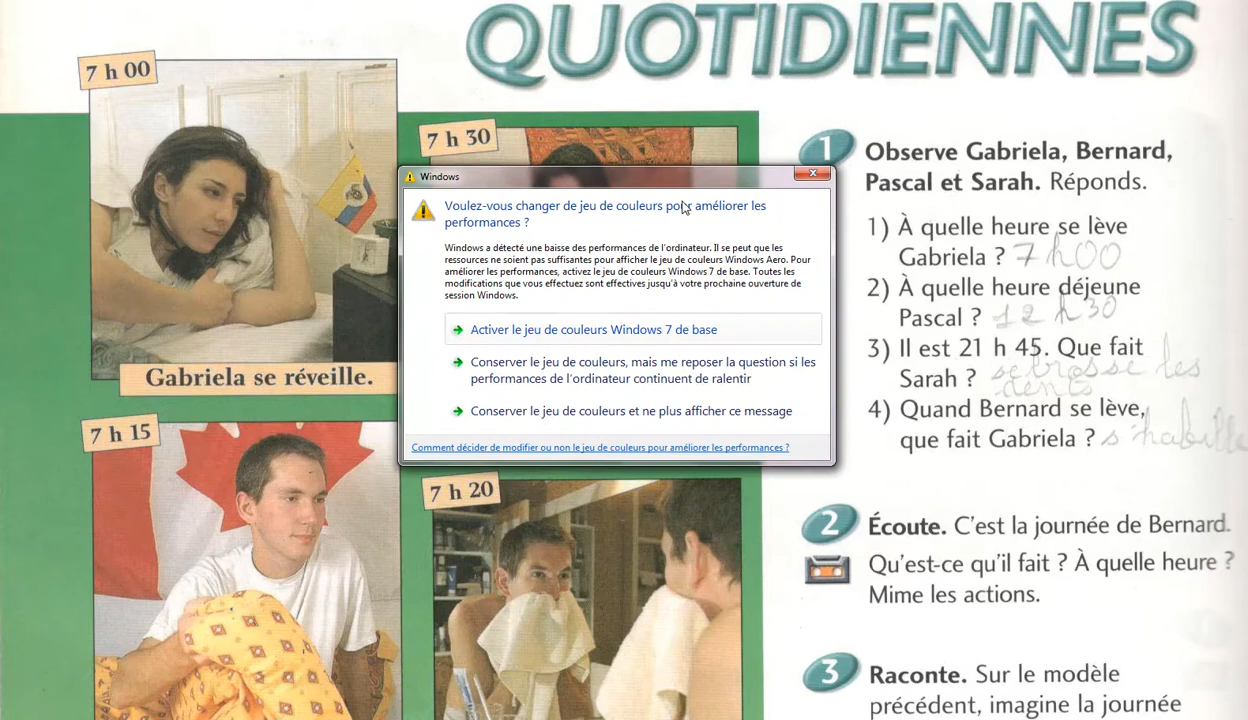 QUOTIDIENNES
7 h 00
Gabriela se réveille.
7 h 30
7 h 15
7 h 20
Windows
Voulez-vous changer de jeu de couleurs pour améliorer les
performances ?
Windows a détecté une baisse des performances de l'ordinateur. Il se peut que les
ressources ne soient pas suffisantes pour afficher le jeu de couleurs Windows Aero. Pour
améliorer les performances, activez le jeu de couleurs Windows 7 de base. Toutes les
modifications que vous effectuez sont effectives jusqu'à votre prochaine ouverture de
session Windows.
Activer le jeu de couleurs Windows 7 de base
Conserver le jeu de couleurs, mais me reposer la question si les
performances de l'ordinateur continuent de ralentir
Conserver le jeu de couleurs et ne plus afficher ce message
Comment décider de modifier ou non le jeu de couleurs pour améliorer les performances ?
1 Observe Gabriela, Bernard,
Pascal et Sarah. Réponds.
1) À quelle heure se lève
Gabriela ? 7 h00
2) À quelle heure déjeune
Pascal ? 12 h 30
3) Il est 21 h 45. Que fait
Sarah ? se brosse les
dents
4) Quand Bernard se lève,
que fait Gabriela ? s'habille
2 Écoute. C'est la journée de Bernard.
Qu'est-ce qu'il fait ? À quelle heure ?
Mime les actions.
3 Raconte. Sur le modèle
précédent, imagine la journée